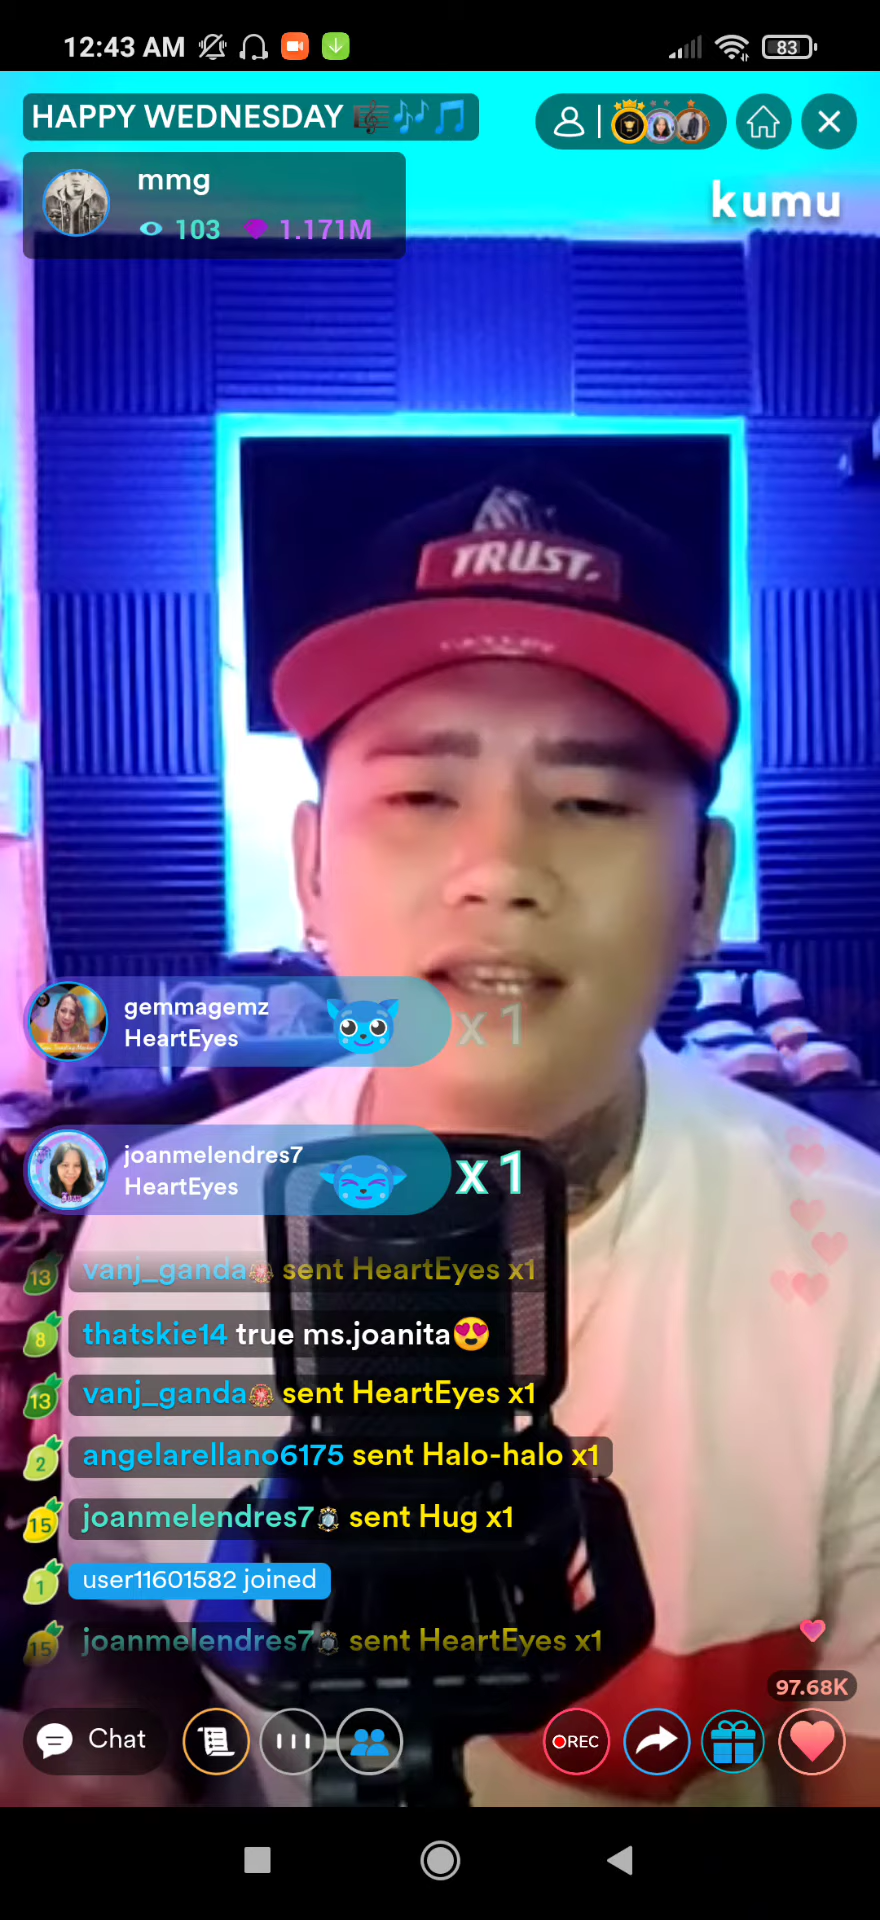 12:43 AM
83
HAPPY WEDNESDAY 🎼🎶🎵
mmg
103 1.171M
kumu
TRUST.
gemmagemz
HeartEyes
x 1
joanmelendres7
HeartEyes
x 1
13 vanj_ganda sent HeartEyes x1
8 thatskie14 true ms.joanita😍
13 vanj_ganda sent HeartEyes x1
2 angelarellano6175 sent Halo-halo x1
15 joanmelendres7 sent Hug x1
1 user11601582 joined
15 joanmelendres7 sent HeartEyes x1
97.68K
Chat
REC